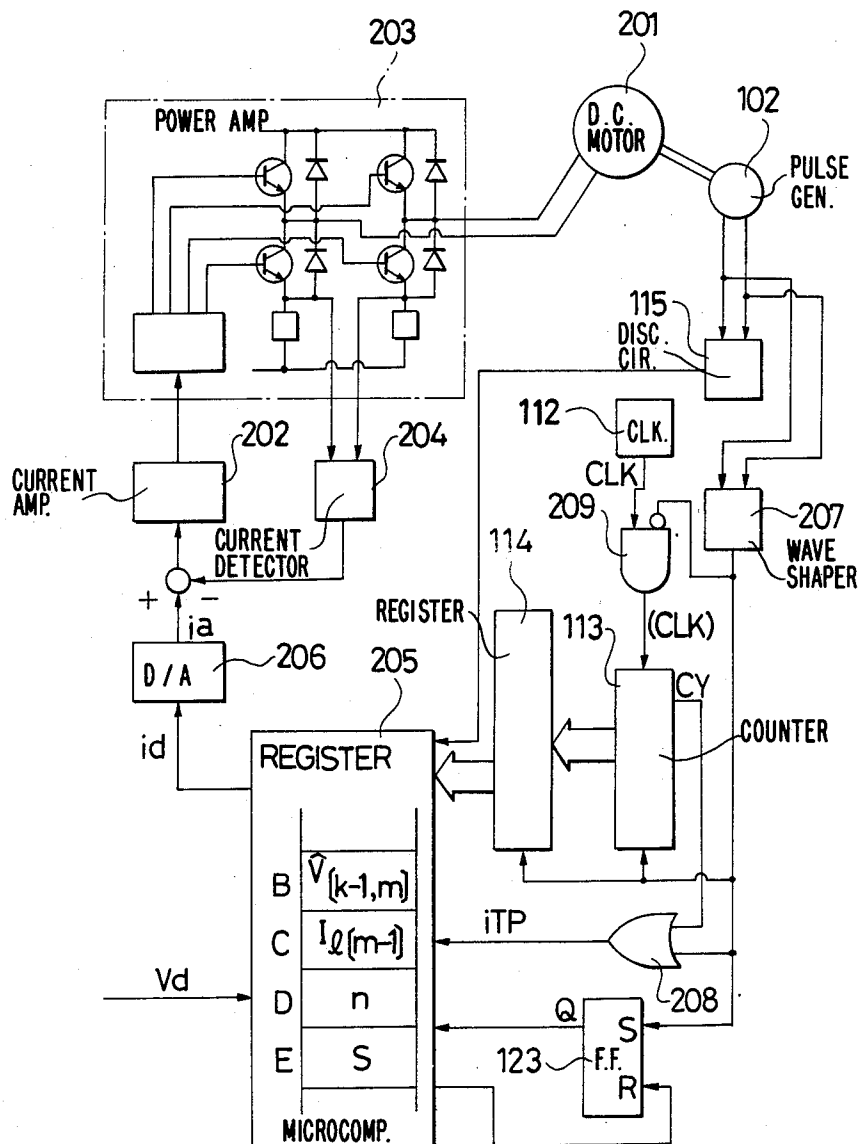 203
201
POWER AMP
D.C.
MOTOR
102
PULSE
GEN.
115
DISC.
CIR.
112
CLK.
CLK
202
204
CURRENT
AMP.
209
207
CURRENT
DETECTOR
WAVE
SHAPER
114
+
−
REGISTER
(CLK)
ia
113
D/A
206
205
CY
COUNTER
id
REGISTER
B
V̂(k-1,m)
C
Iℓ(m-1)
iTP
D
n
208
Vd
Q
S
E
S
123
F.F.
R
MICROCOMP.